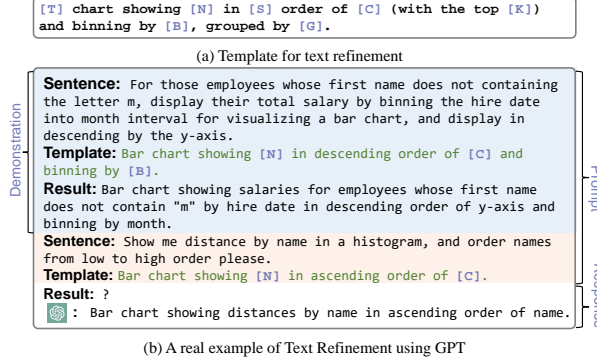 [T] chart showing [N] in [S] order of [C] (with the top [K])
and binning by [B], grouped by [G].
(a) Template for text refinement
Demonstration
Sentence: For those employees whose first name does not containing
the letter m, display their total salary by binning the hire date
into month interval for visualizing a bar chart, and display in
descending by the y-axis.
Template: Bar chart showing [N] in descending order of [C] and
binning by [B].
Result: Bar chart showing salaries for employees whose first name
does not contain "m" by hire date in descending order of y-axis and
binning by month.
Prompt
Sentence: Show me distance by name in a histogram, and order names
from low to high order please.
Template: Bar chart showing [N] in ascending order of [C].
Result: ?
: Bar chart showing distances by name in ascending order of name.
Response
(b) A real example of Text Refinement using GPT